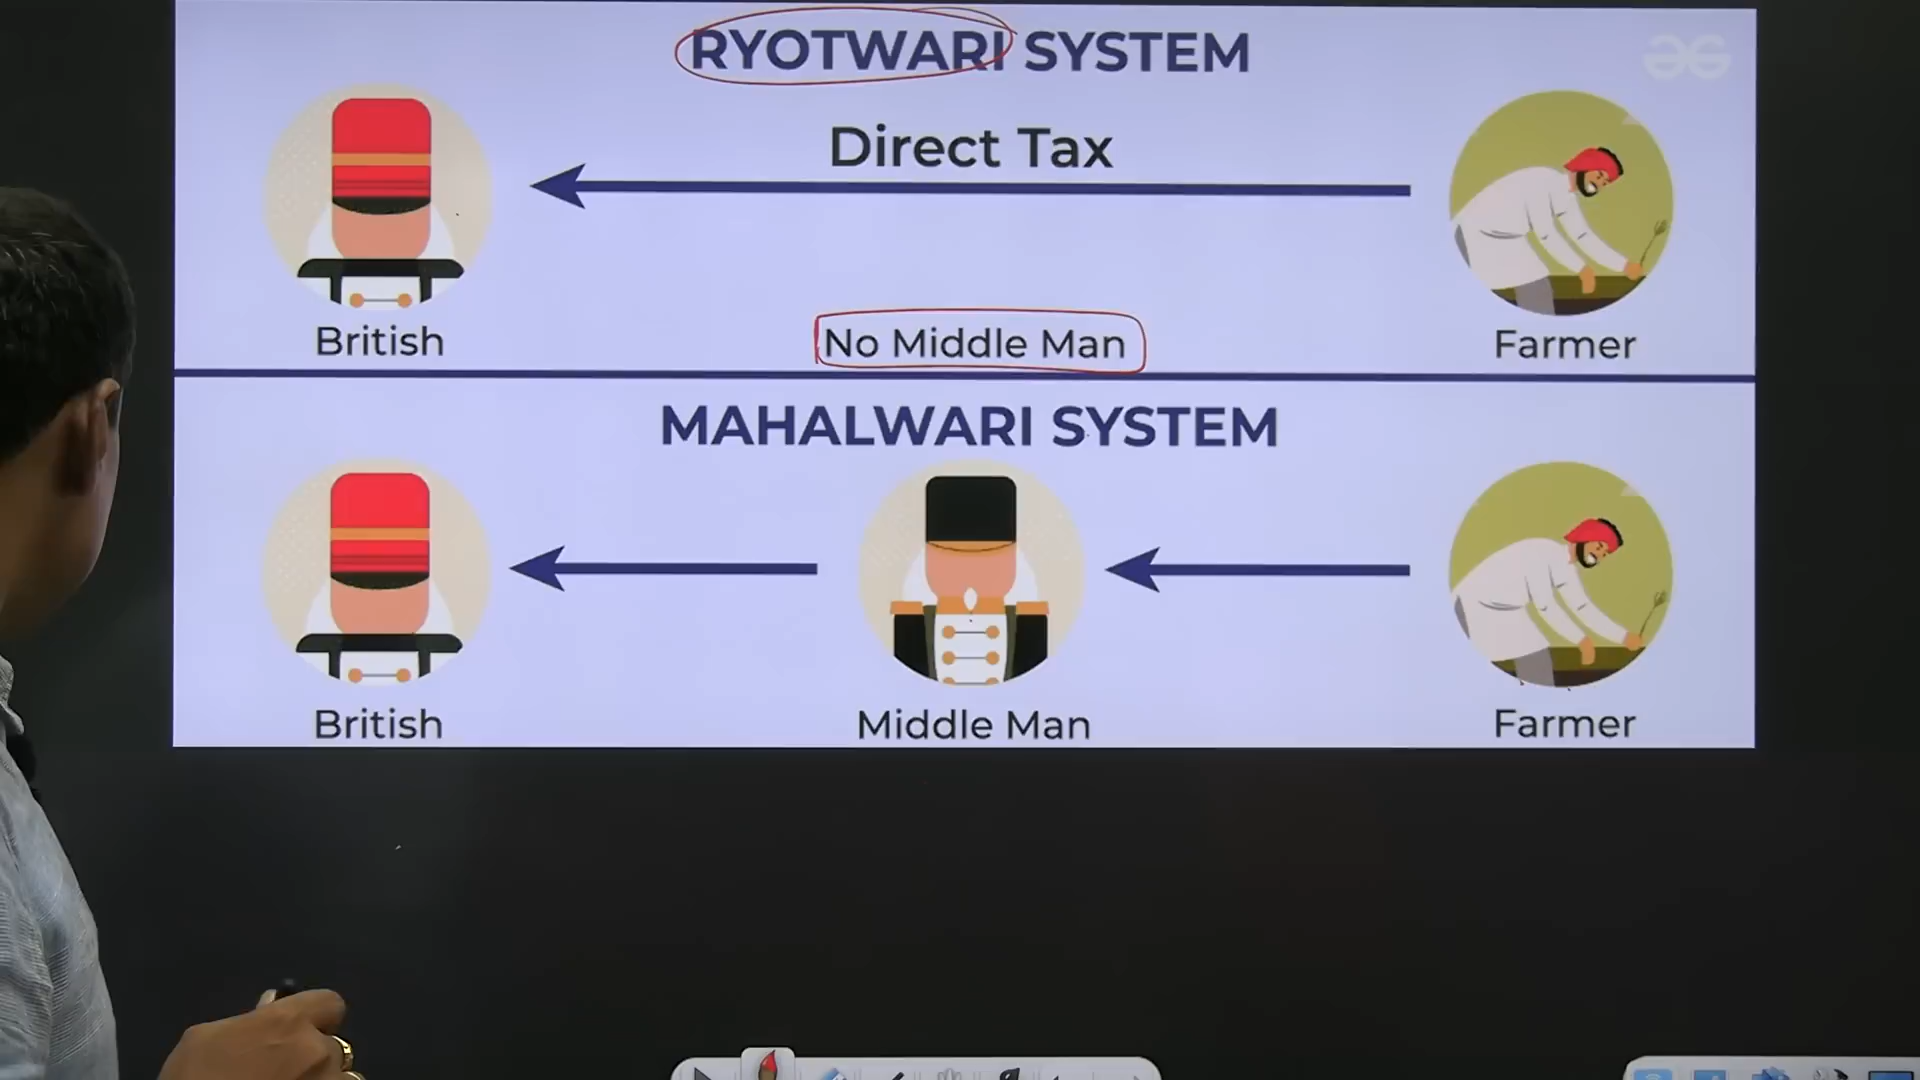 RYOTWARI SYSTEM
Direct Tax
British
No Middle Man
Farmer
MAHALWARI SYSTEM
British
Middle Man
Farmer